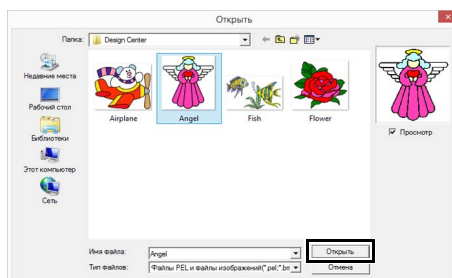 Открыть
Папка: Design Center
Недавние места
Рабочий стол
Библиотеки
Этот компьютер
Сеть
Airplane Angel Fish Flower
Просмотр
Имя файла: Angel Открыть
Тип файлов: Файлы PEL и файлы изображений(*.pel;*.bm Отмена